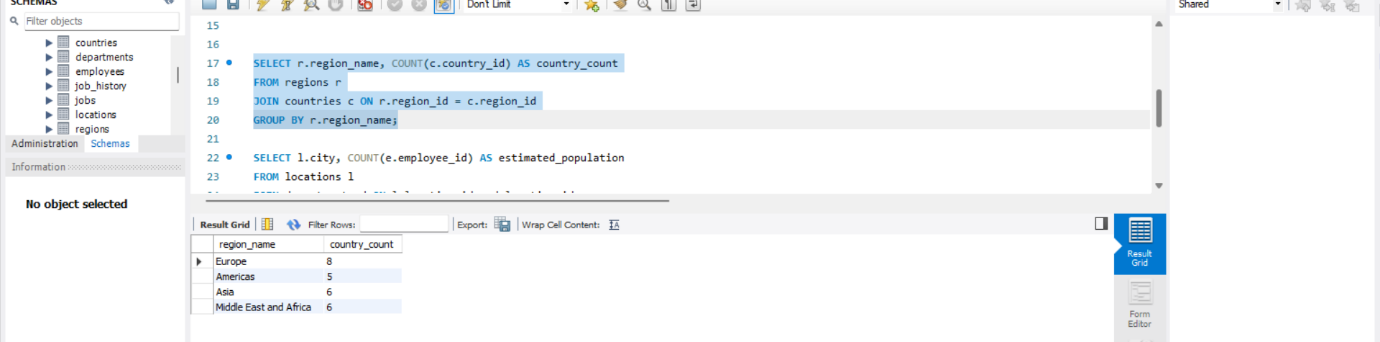 SCHEMAS
Filter objects
countries
departments
employees
job_history
jobs
locations
regions
Administration Schemas
Information
No object selected
Don't Limit
15
16
17 SELECT r.region_name, COUNT(c.country_id) AS country_count
18 FROM regions r
19 JOIN countries c ON r.region_id = c.region_id
20 GROUP BY r.region_name;
21
22 SELECT l.city, COUNT(e.employee_id) AS estimated_population
23 FROM locations l
Result Grid Filter Rows: Export: Wrap Cell Content:
region_name country_count
Europe 8
Americas 5
Asia 6
Middle East and Africa 6
Result
Grid
Form
Editor
Shared